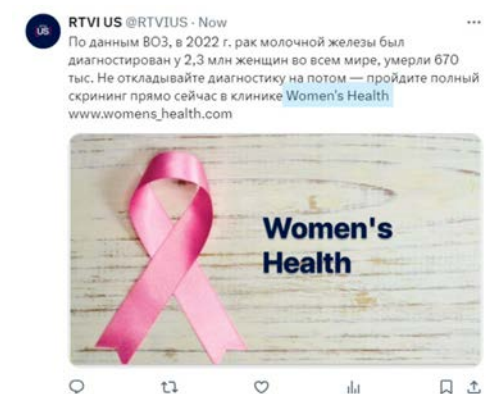 US
RTVI US @RTVIUS · Now
По данным ВОЗ, в 2022 г. рак молочной железы был
диагностирован у 2,3 млн женщин во всем мире, умерли 670
тыс. Не откладывайте диагностику на потом — пройдите полный
скрининг прямо сейчас в клинике Women's Health
www.womens_health.com
Women's
Health